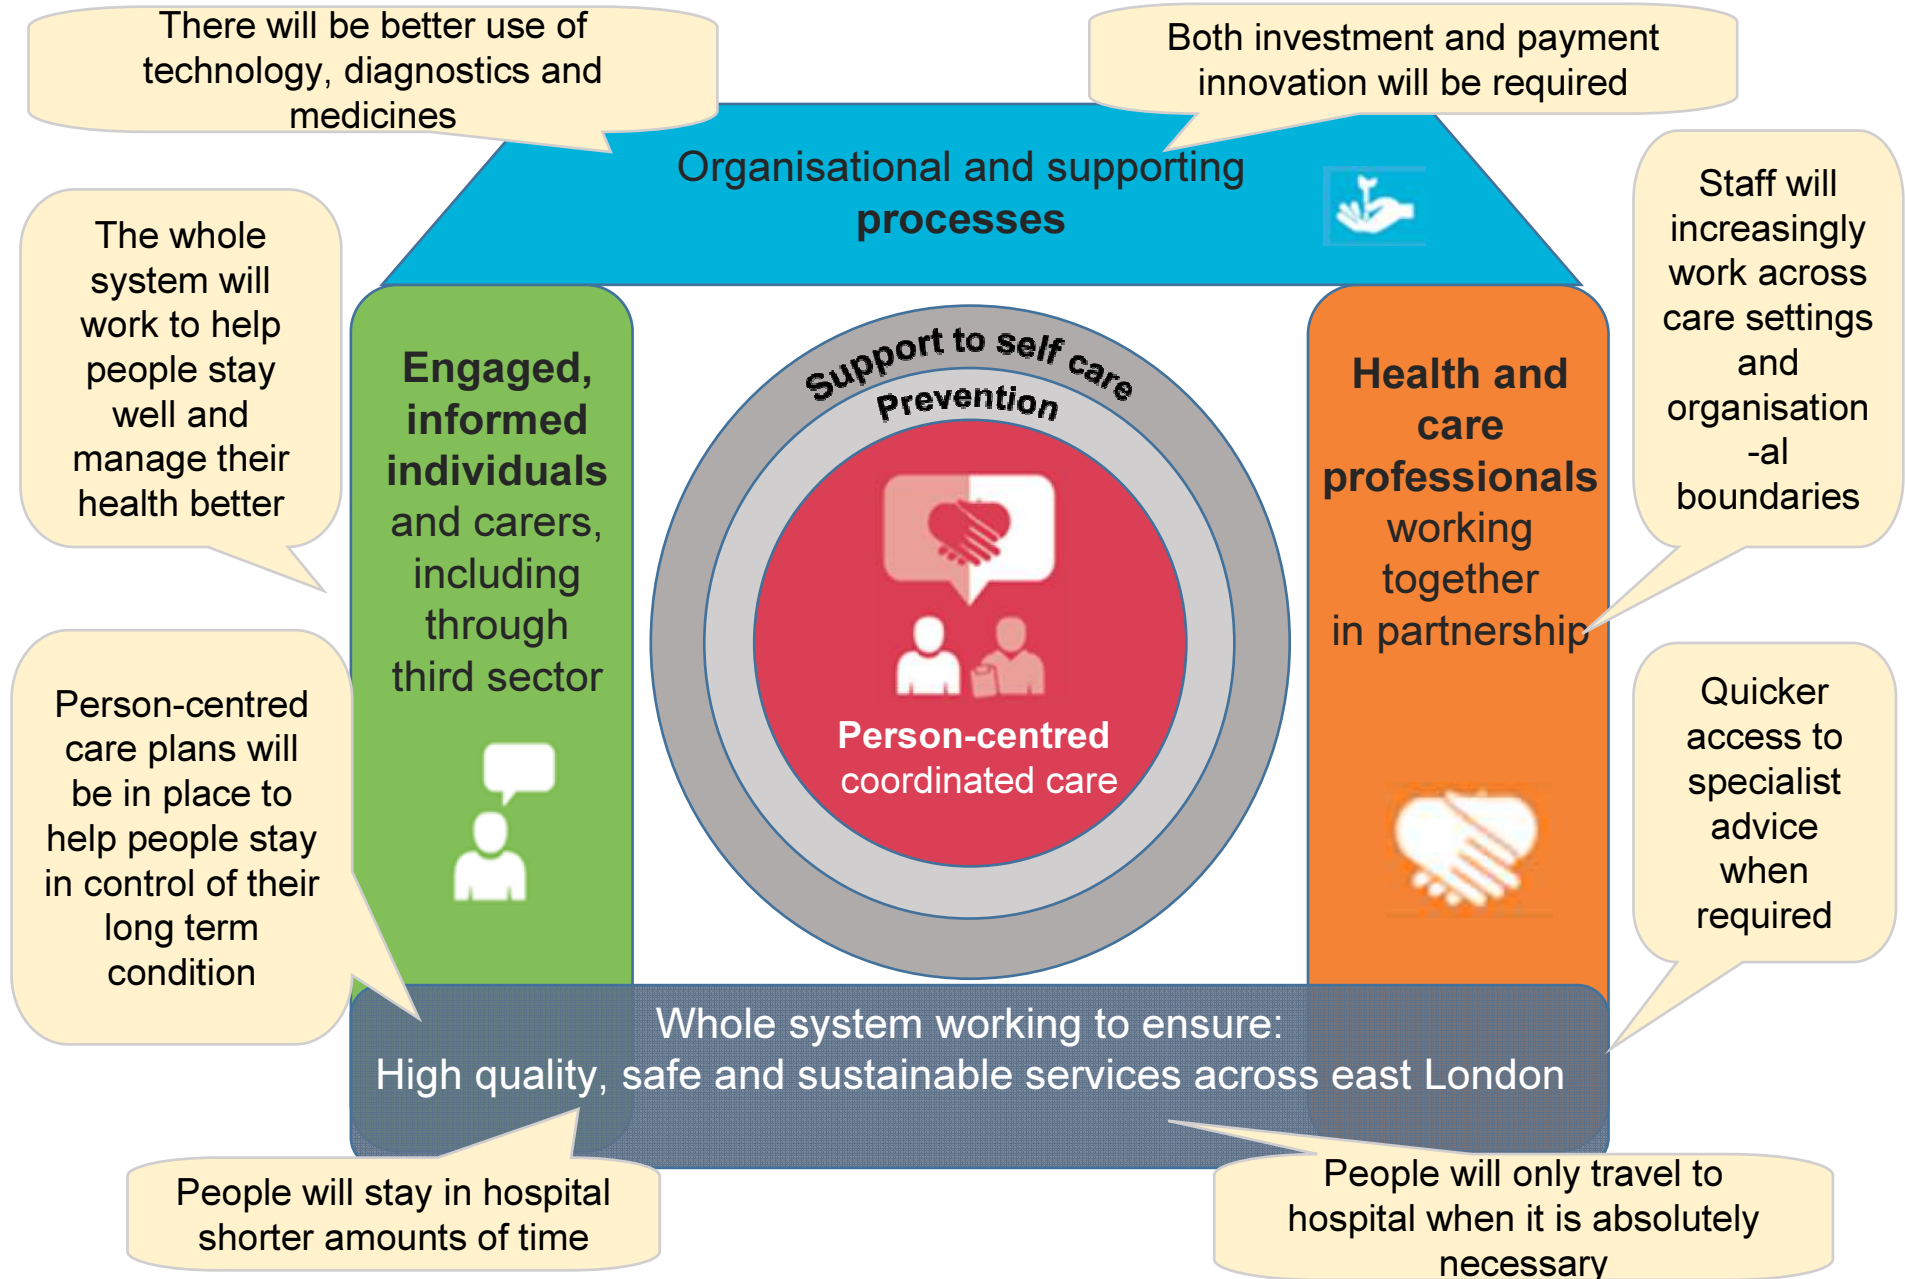 There will be better use of
technology, diagnostics and
medicines
Both investment and payment
innovation will be required
Organisational and supporting
processes
The whole
system will
work to help
people stay
well and
manage their
health better
Staff will
increasingly
work across
care settings
and
organisation
-al
boundaries
Engaged,
informed
individuals
and carers,
including
through
third sector
Support to self care
Prevention
Person-centred
coordinated care
Health and
care
professionals
working
together
in partnership
Person-centred
care plans will
be in place to
help people stay
in control of their
long term
condition
Quicker
access to
specialist
advice
when
required
Whole system working to ensure:
High quality, safe and sustainable services across east London
People will stay in hospital
shorter amounts of time
People will only travel to
hospital when it is absolutely
necessary